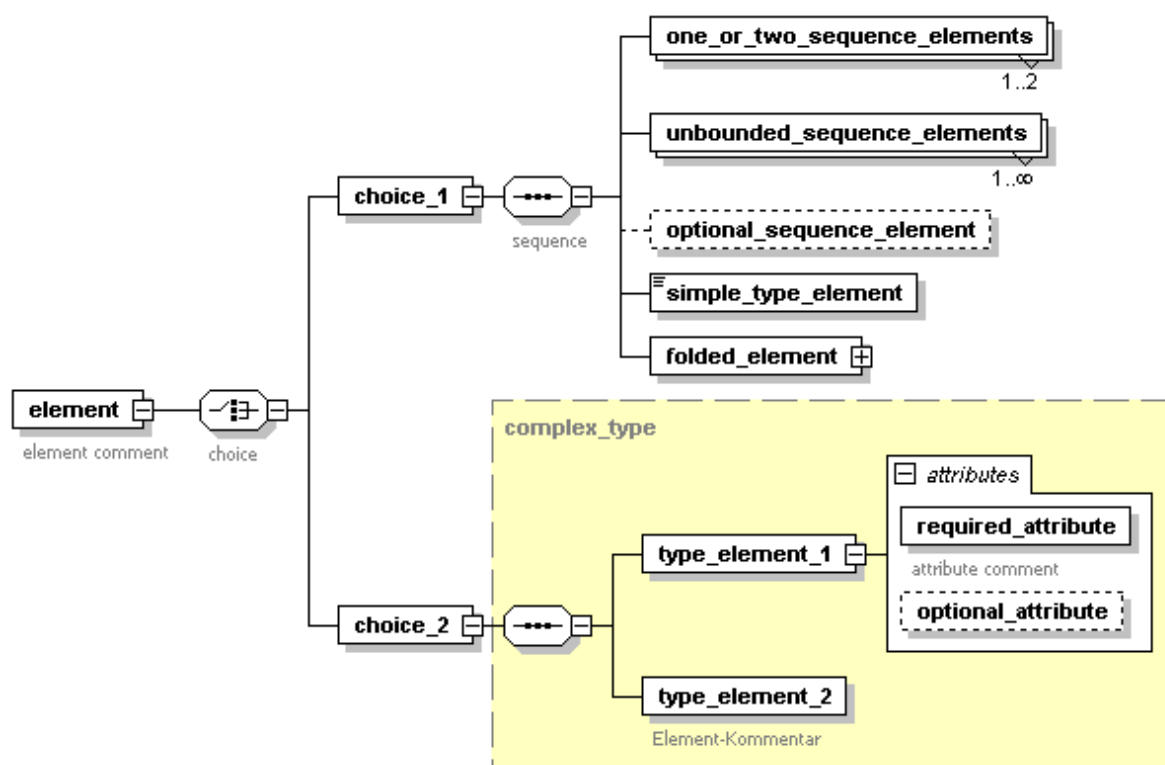 one_or_two_sequence_elements
1..2
unbounded_sequence_elements
1..∞
choice_1
sequence
optional_sequence_element
simple_type_element
folded_element
element
element comment
choice
complex_type
attributes
required_attribute
attribute comment
optional_attribute
type_element_1
choice_2
type_element_2
Element-Kommentar